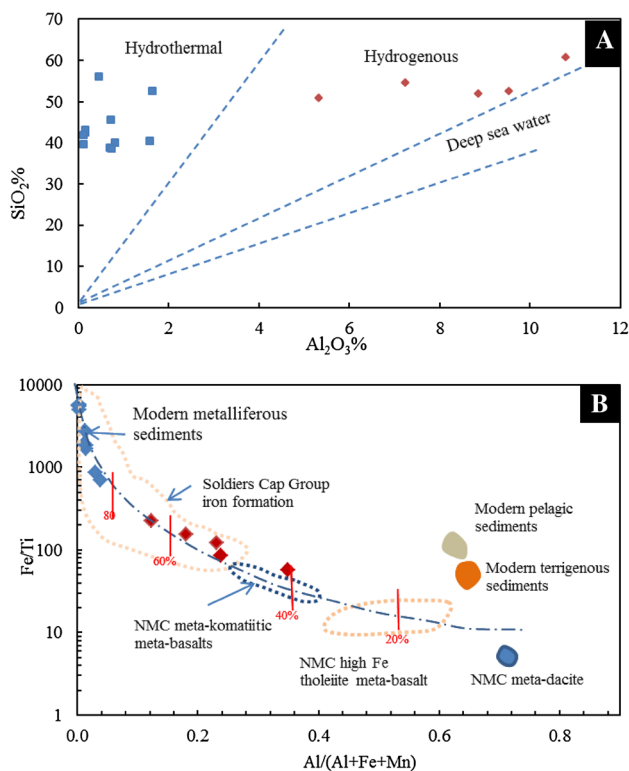 70
60
50
40
30
20
10
0
SiO2%
Hydrothermal
Hydrogenous
A
Deep sea water
0
2
4
6
8
10
12
Al2O3%
10000
1000
100
10
1
Fe/Ti
B
Modern metalliferous
sediments
Soldiers Cap Group
iron formation
80
60%
40%
20%
Modern pelagic
sediments
Modern terrigenous
sediments
NMC meta-komatiitic
meta-basalts
NMC high Fe
tholeiite meta-basalt
NMC meta-dacite
0.0
0.2
0.4
0.6
0.8
Al/(Al+Fe+Mn)